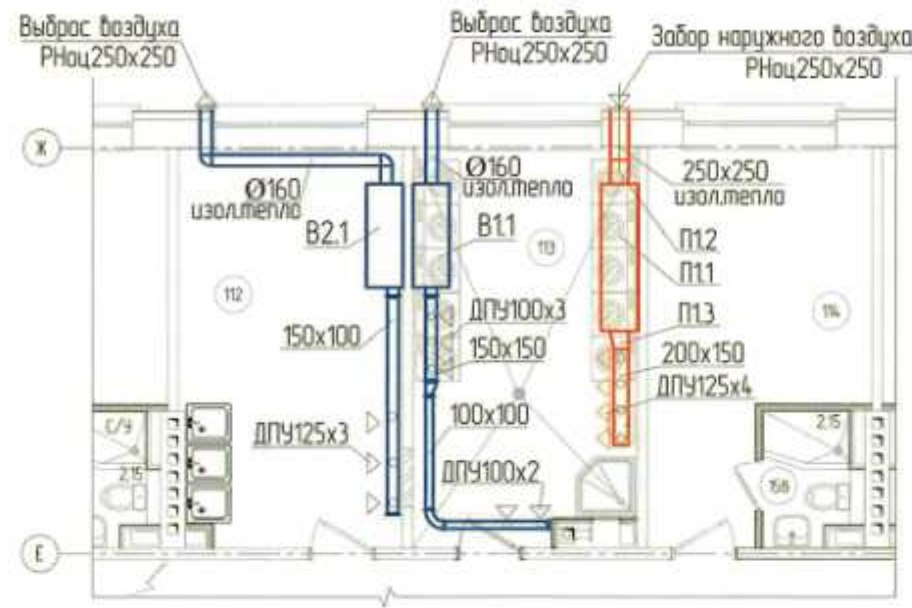 Выброс воздуха
РНоц250х250
Выброс воздуха
РНоц250х250
Забор наружного воздуха
РНоц250х250
Ж
Ø160
изол.тепло
Ø160
изол.тепло
250х250
изол.тепло
В2.1
В1.1
113
П1.2
П1.1
112
114
150х100
ДПУ100х3
150х150
П1.3
200х150
ДПУ125х4
100х100
С/У
2,15
ДПУ125х3
ДПУ100х2
2,15
15В
Е